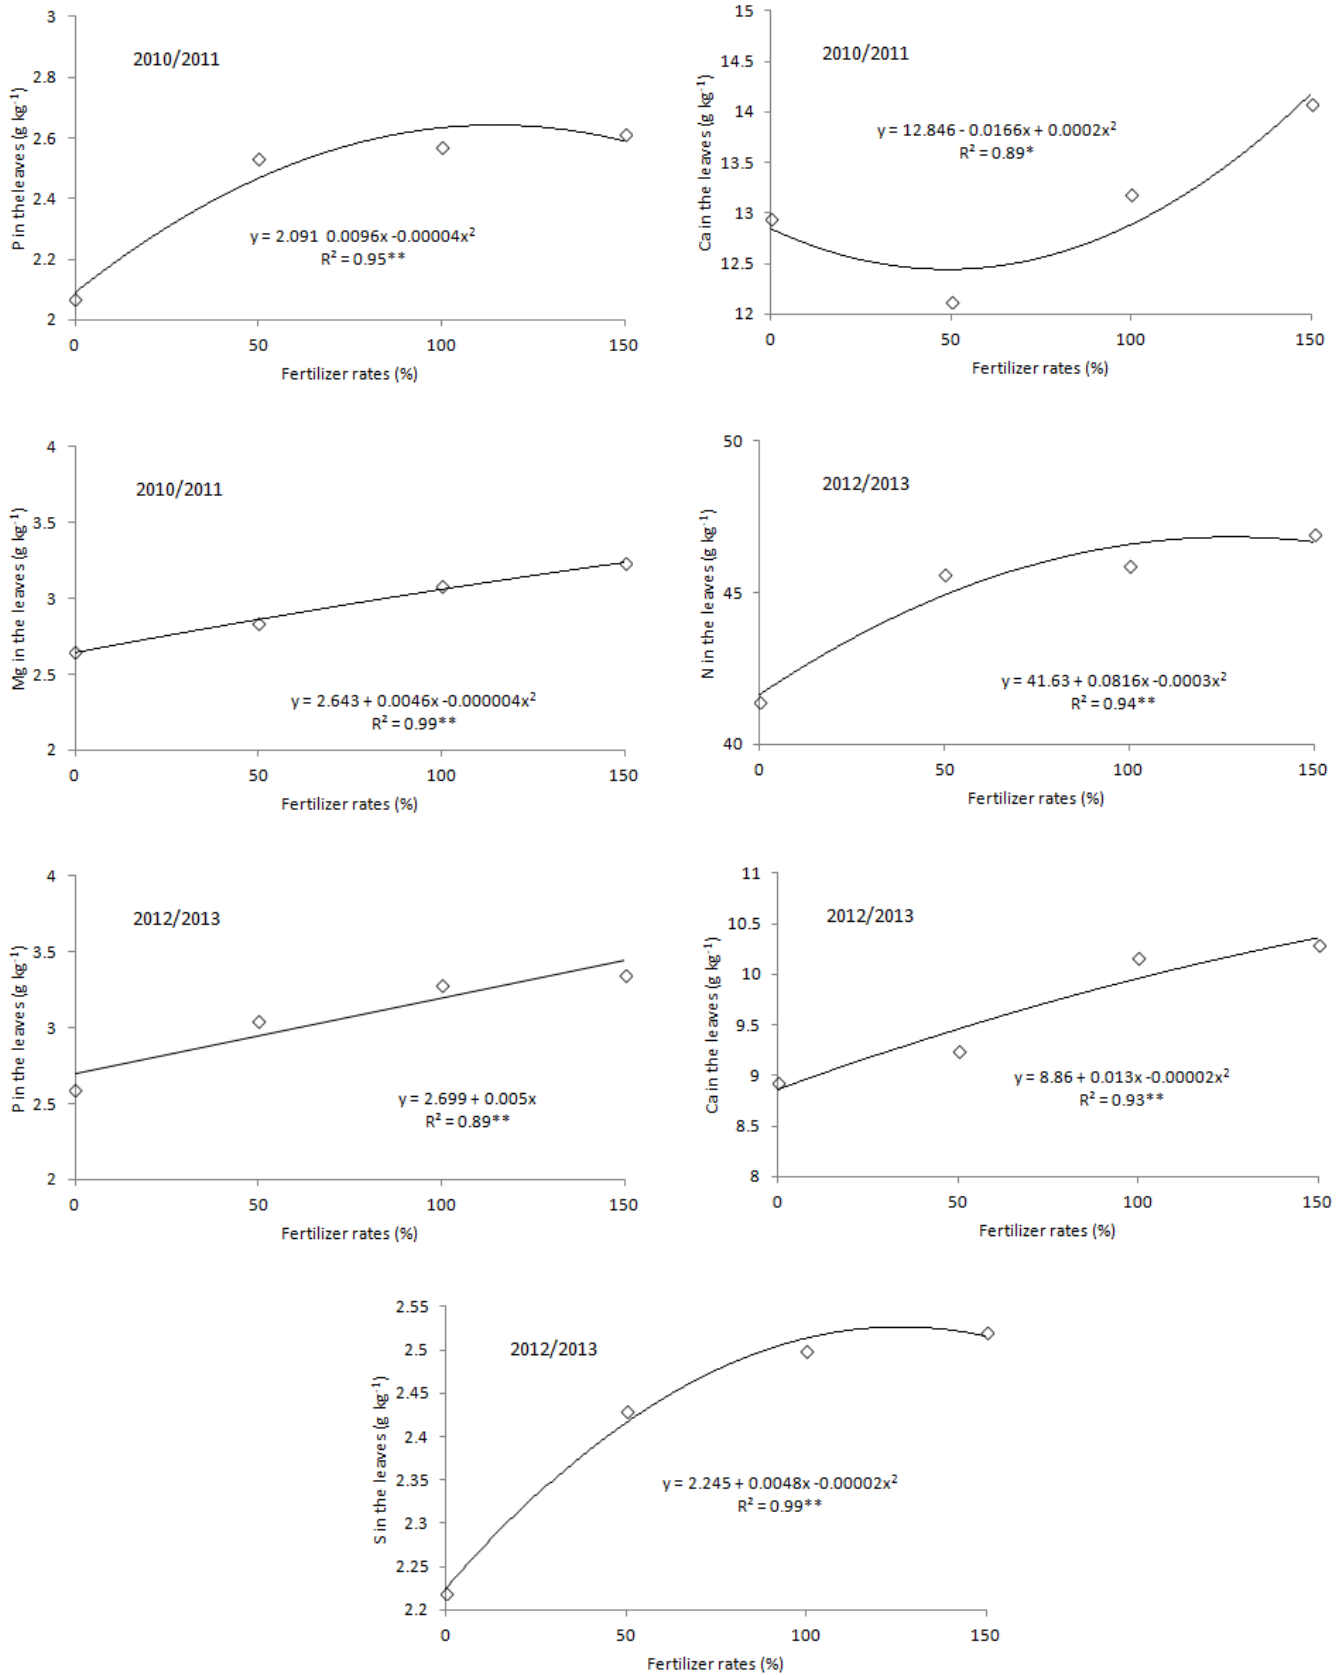 3
2.8
2.6
2.4
2.2
2
P in the leaves (g kg-1)
2010/2011
y = 2.091 0.0096x -0.00004x²
R² = 0.95**
0 50 100 150
Fertilizer rates (%)
15
14.5
14
13.5
13
12.5
12
Ca in the leaves (g kg-1)
2010/2011
y = 12.846 - 0.0166x + 0.0002x²
R² = 0.89*
0 50 100 150
Fertilizer rates (%)
4
3.5
3
2.5
2
Mg in the leaves (g kg-1)
2010/2011
y = 2.643 + 0.0046x -0.000004x²
R² = 0.99**
0 50 100 150
Fertilizer rates (%)
50
45
40
N in the leaves (g kg-1)
2012/2013
y = 41.63 + 0.0816x -0.0003x²
R² = 0.94**
0 50 100 150
Fertilizer rates (%)
4
3.5
3
2.5
2
P in the leaves (g kg-1)
2012/2013
y = 2.699 + 0.005x
R² = 0.89**
0 50 100 150
Fertilizer rates (%)
11
10.5
10
9.5
9
8.5
8
Ca in the leaves (g kg-1)
2012/2013
y = 8.86 + 0.013x -0.00002x²
R² = 0.93**
0 50 100 150
Fertilizer rates (%)
2.55
2.5
2.45
2.4
2.35
2.3
2.25
2.2
S in the leaves (g kg-1)
2012/2013
y = 2.245 + 0.0048x -0.00002x²
R² = 0.99**
0 50 100 150
Fertilizer rates (%)